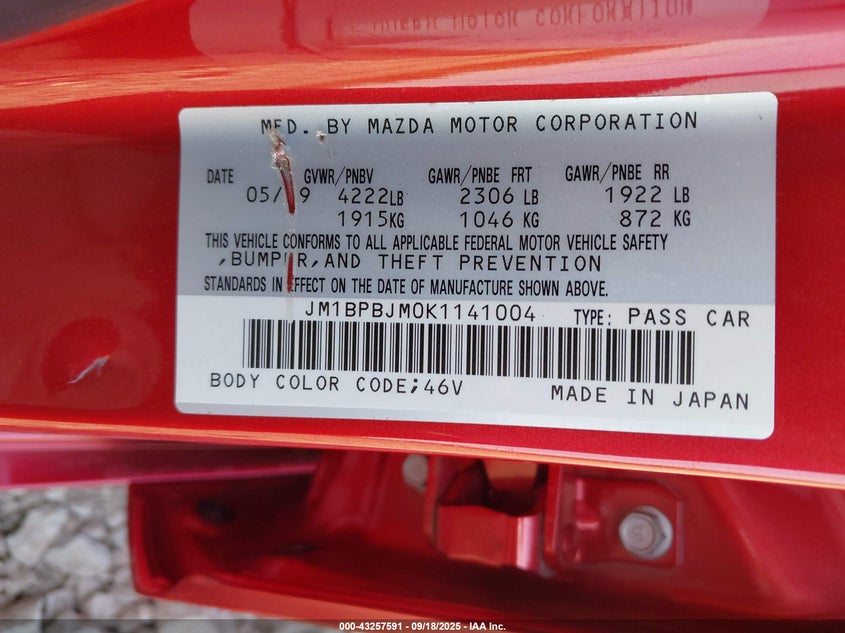 MFD. BY MAZDA MOTOR CORPORATION
DATE GVWR/PNBV GAWR/PNBE FRT GAWR/PNBE RR
05/ 9 4222LB 2306 LB 1922 LB
1915KG 1046 KG 872 KG
THIS VEHICLE CONFORMS TO ALL APPLICABLE FEDERAL MOTOR VEHICLE SAFETY
,BUMPER,AND THEFT PREVENTION
STANDARDS IN EFFECT ON THE DATE OF MANUFACTURE SHOWN ABOVE.
JM1BPBJM0K1141004 TYPE: PASS CAR
BODY COLOR CODE;46V MADE IN JAPAN
000-43257591 - 09/18/2025 - IAA Inc.